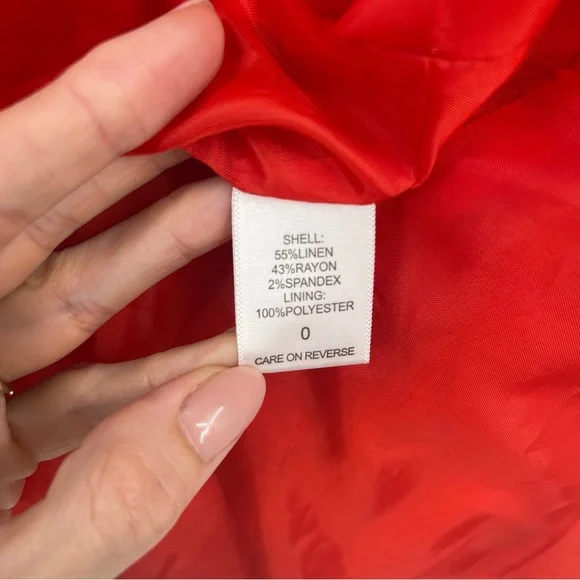 SHELL:
55%LINEN
43%RAYON
2%SPANDEX
LINING:
100%POLYESTER
0
CARE ON REVERSE